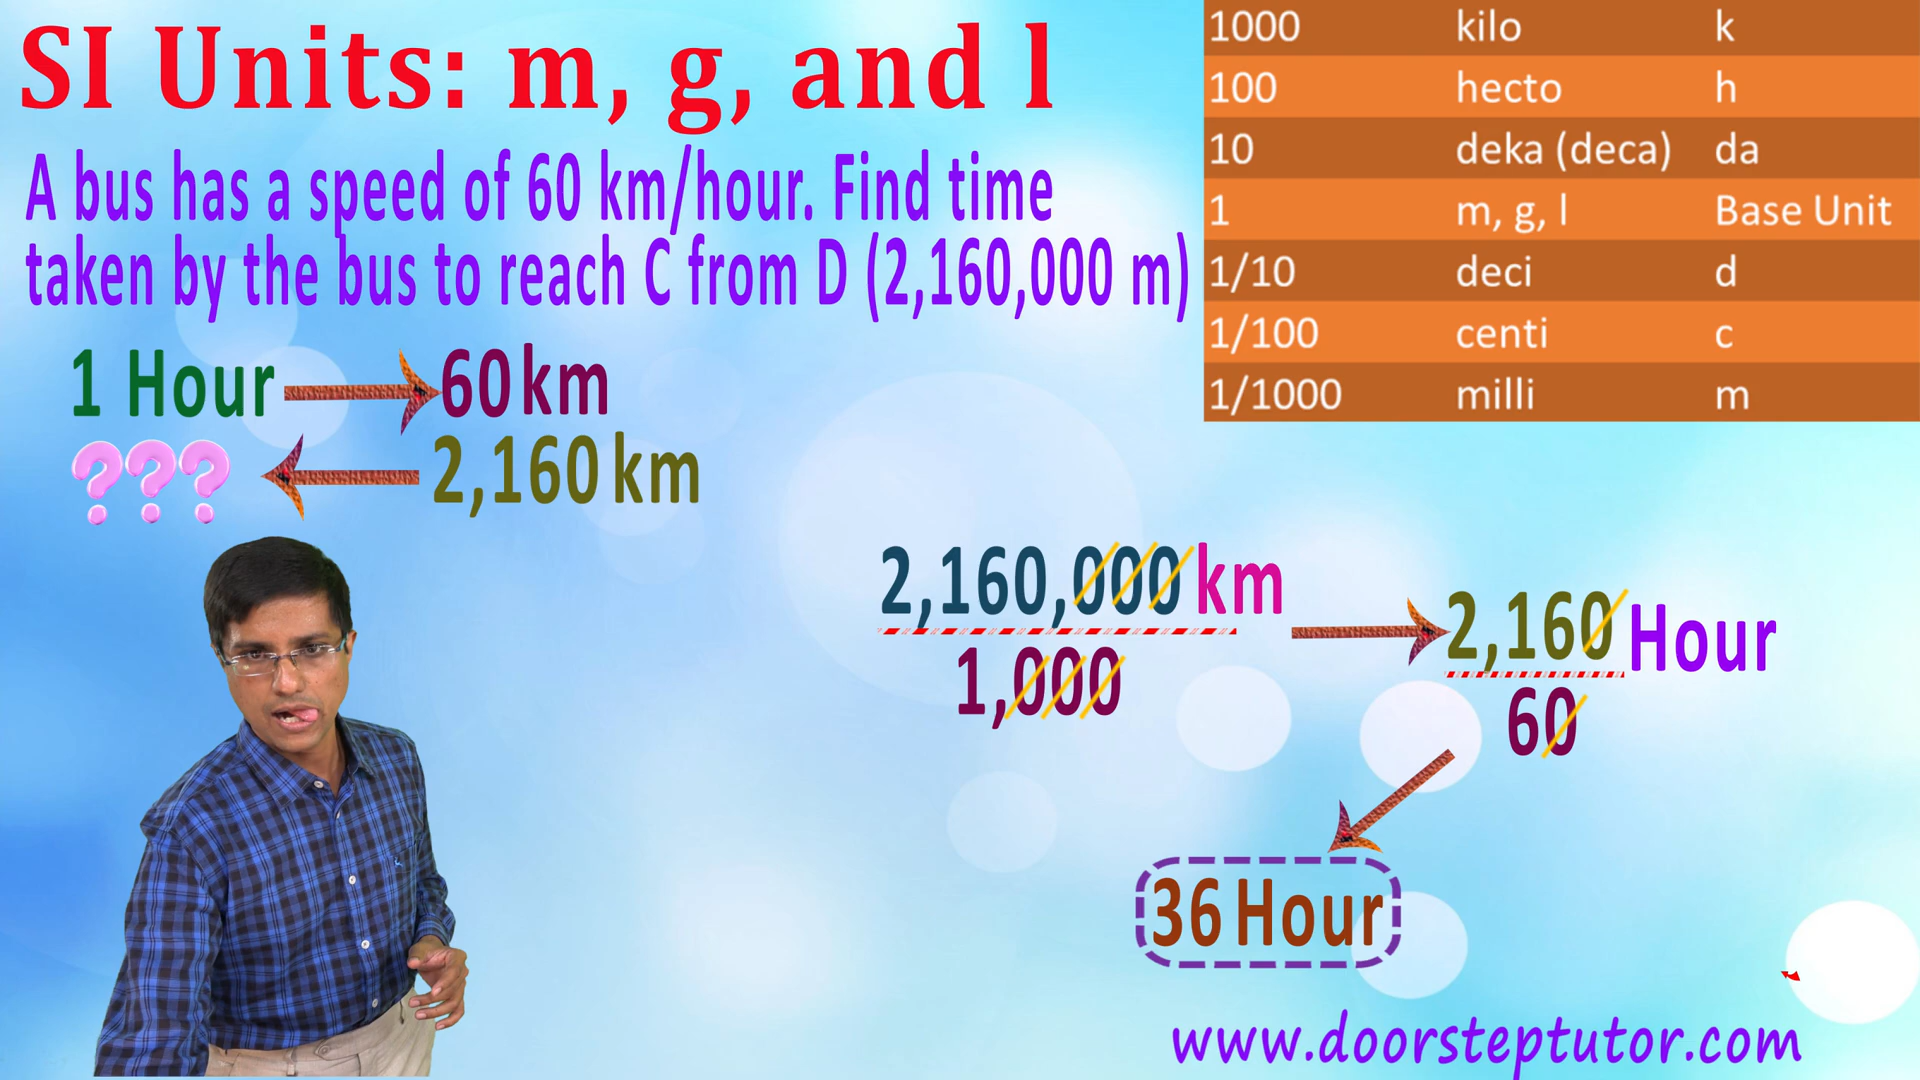 SI Units: m, g, and l
A bus has a speed of 60 km/hour. Find time
taken by the bus to reach C from D (2,160,000 m)
1000 kilo k
100 hecto h
10 deka (deca) da
1 m, g, l Base Unit
1/10 deci d
1/100 centi c
1/1000 milli m
1 Hour 60 km
??? 2,160 km
2,160,000 km
1,000
2,160 Hour
60
36 Hour
www.doorsteptutor.com